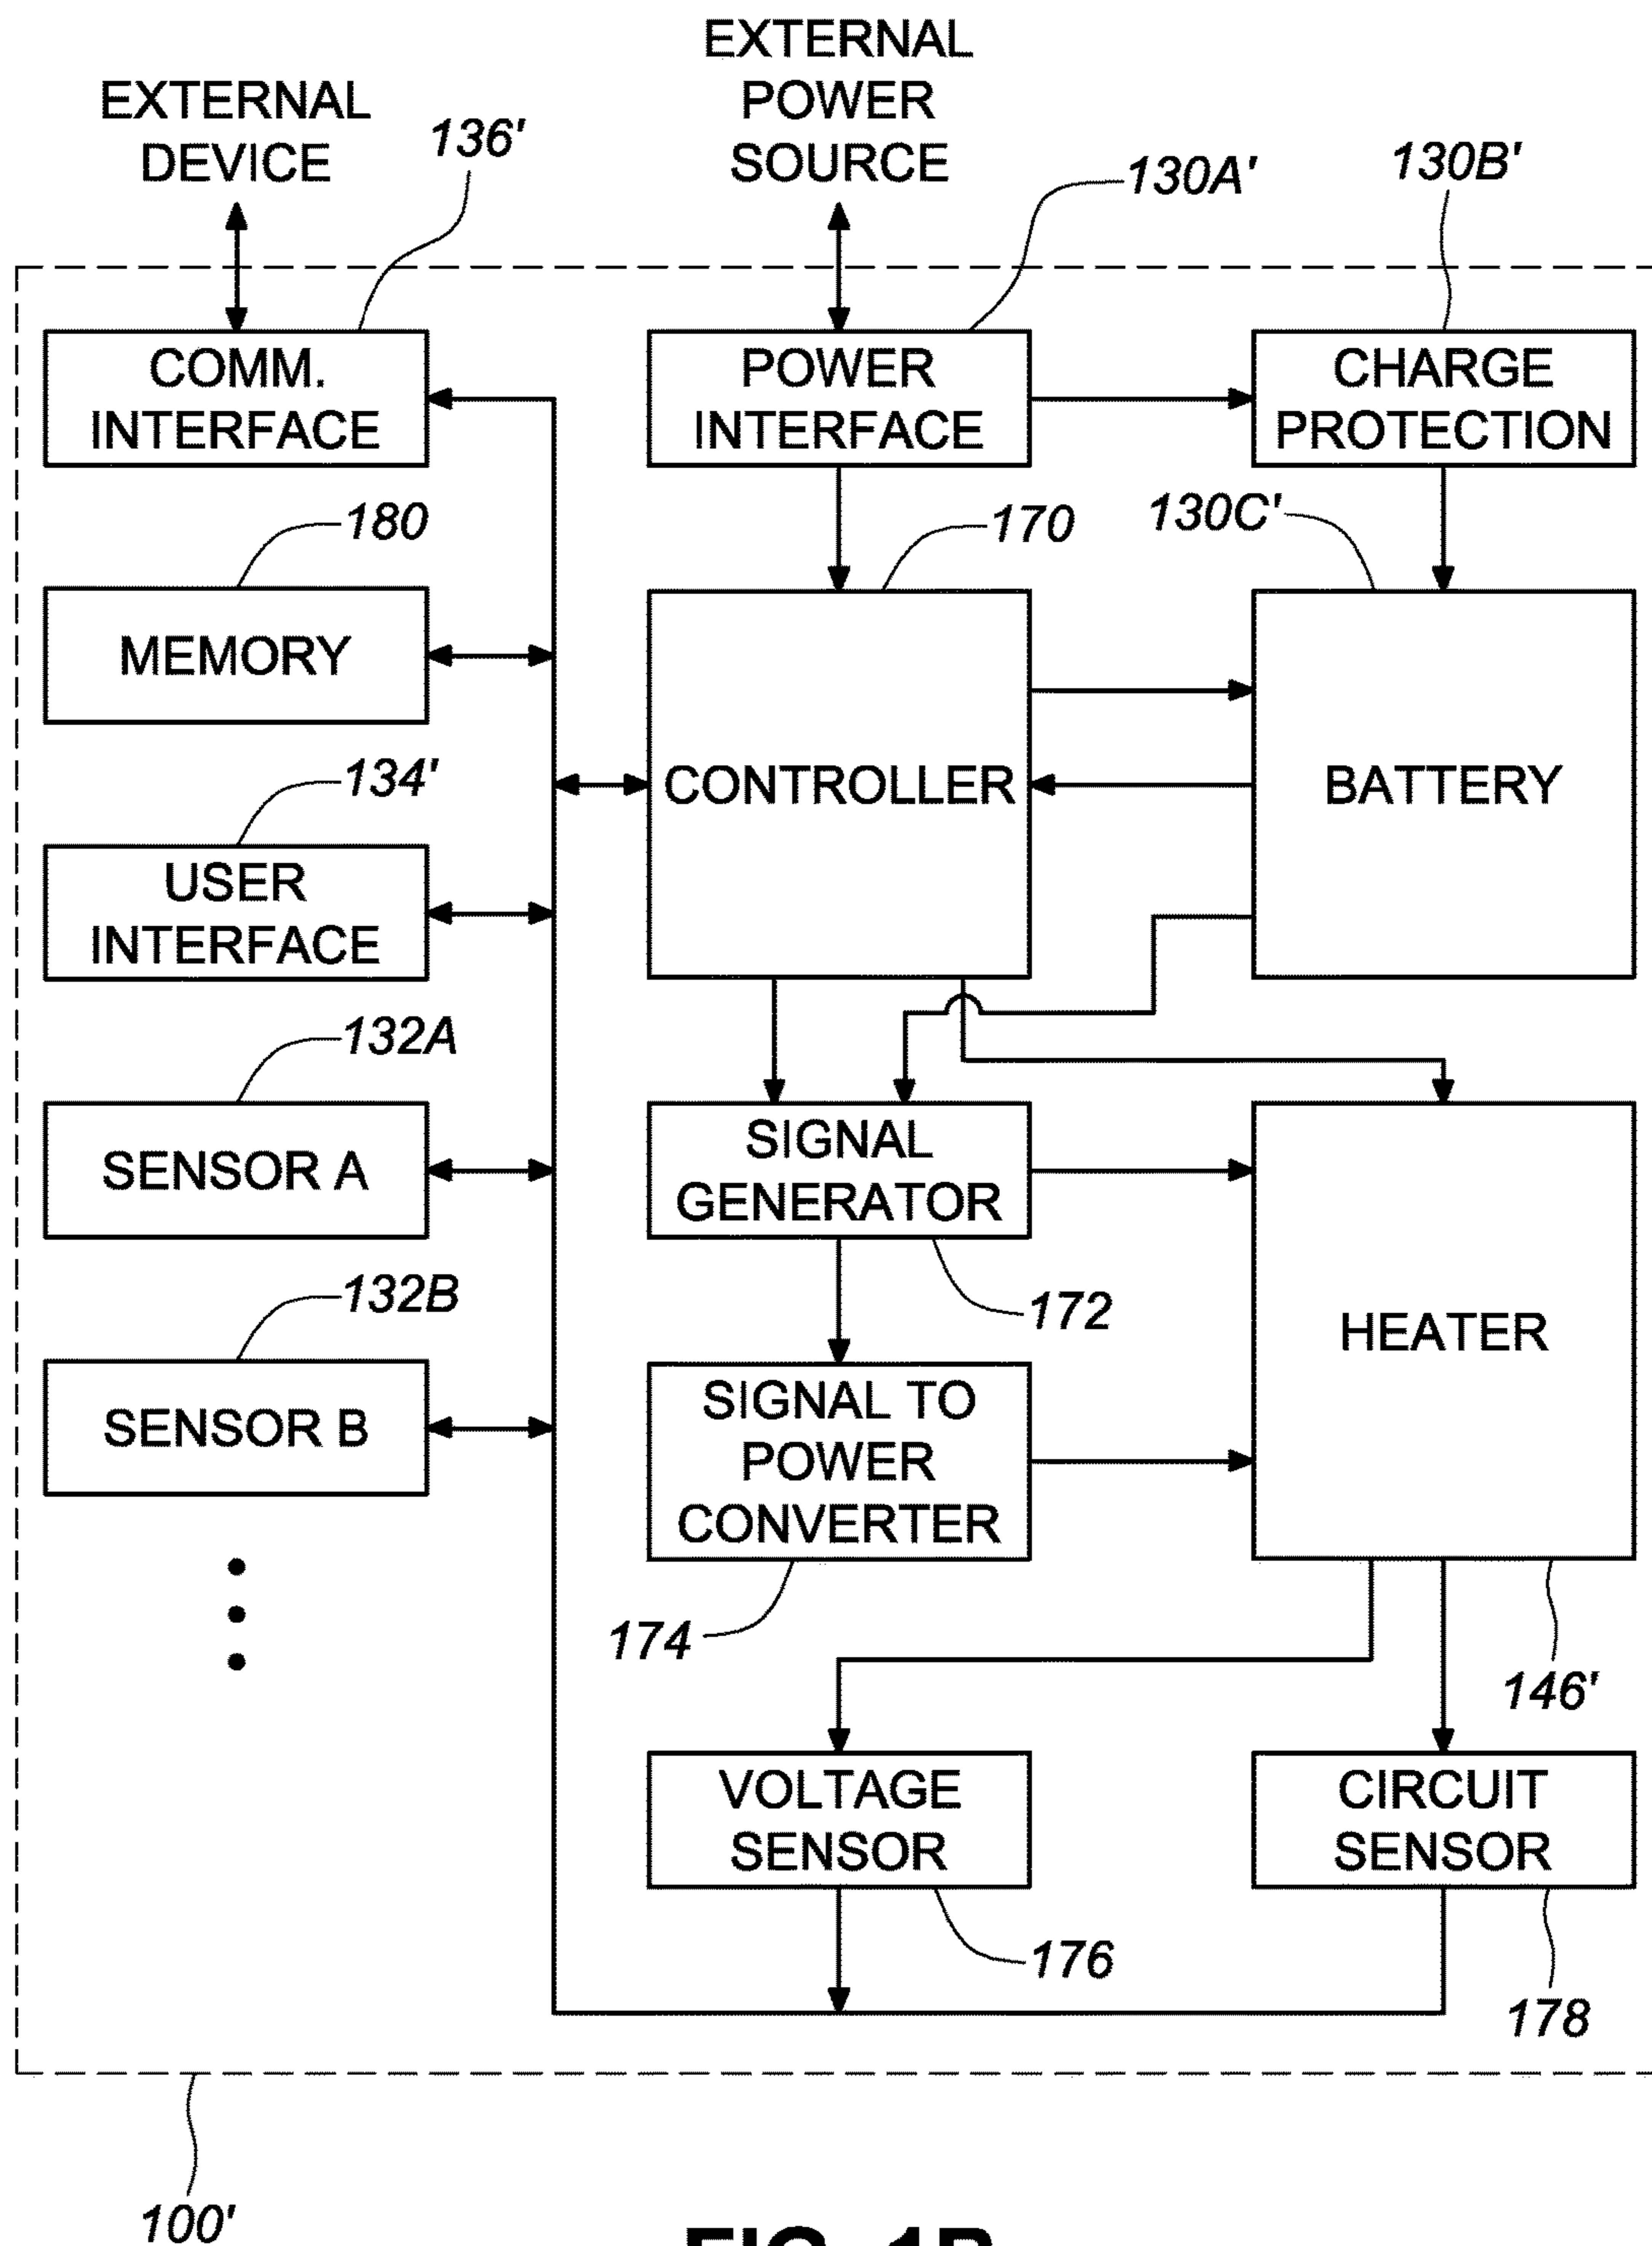 EXTERNAL
DEVICE
136'
EXTERNAL
POWER
SOURCE
130A'
130B'
COMM.
INTERFACE
POWER
INTERFACE
CHARGE
PROTECTION
180
170
130C'
MEMORY
CONTROLLER
BATTERY
134'
USER
INTERFACE
132A
SENSOR A
SIGNAL
GENERATOR
172
HEATER
132B
SENSOR B
SIGNAL TO
POWER
CONVERTER
174
146'
VOLTAGE
SENSOR
CIRCUIT
SENSOR
176
178
100'
FIG. 1B